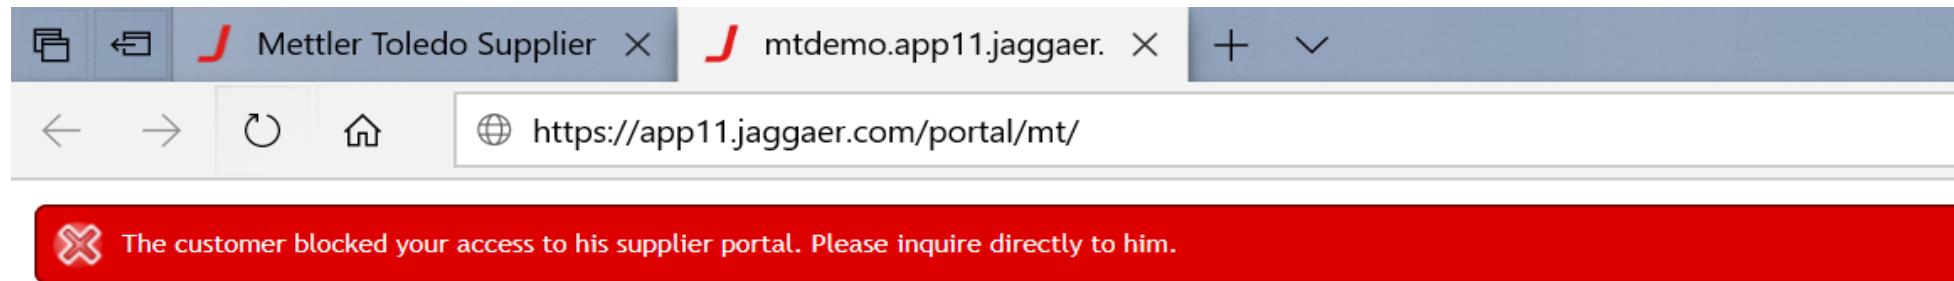 Mettler Toledo Supplier
mtdemo.app11.jaggaer.
https://app11.jaggaer.com/portal/mt/
The customer blocked your access to his supplier portal. Please inquire directly to him.